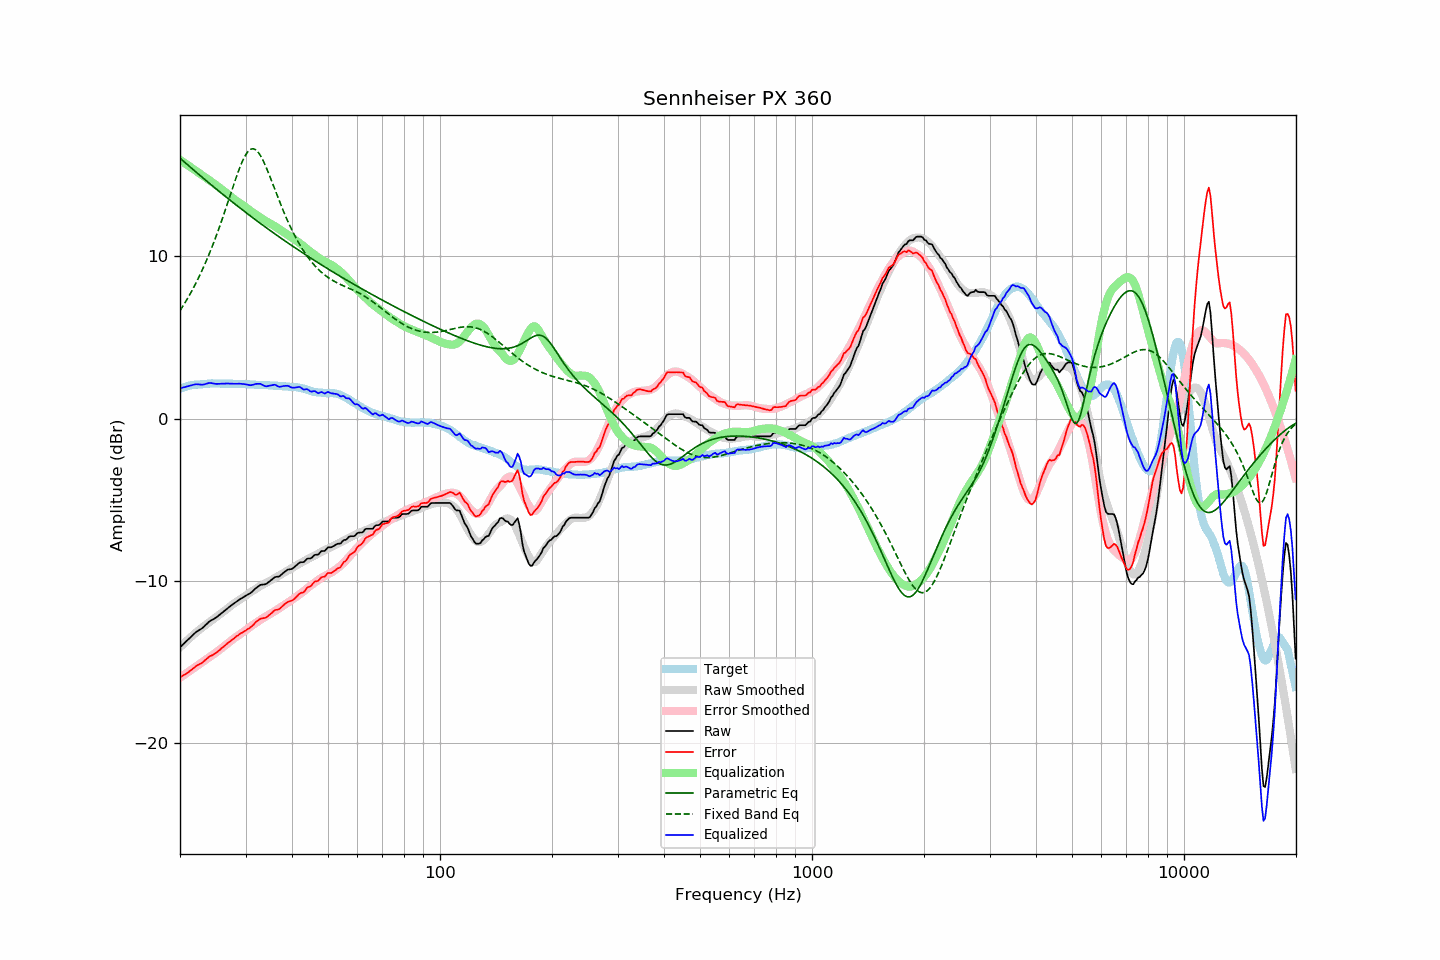 Sennheiser PX 360
Amplitude (dBr)
10
0
−10
−20
Target
Raw Smoothed
Error Smoothed
Raw
Error
Equalization
Parametric Eq
Fixed Band Eq
Equalized
100
1000
10000
Frequency (Hz)